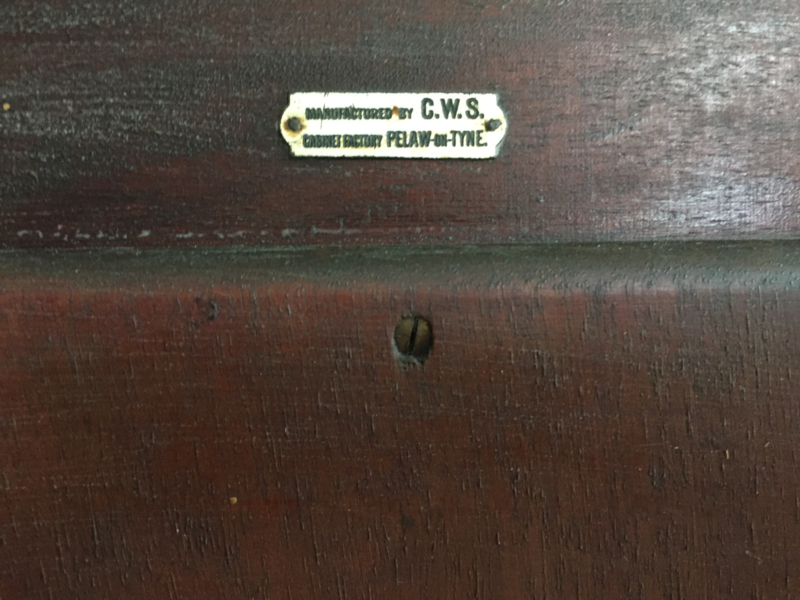 MANUFACTURED BY C.W.S.
CABINET FACTORY PELAW-ON-TYNE.